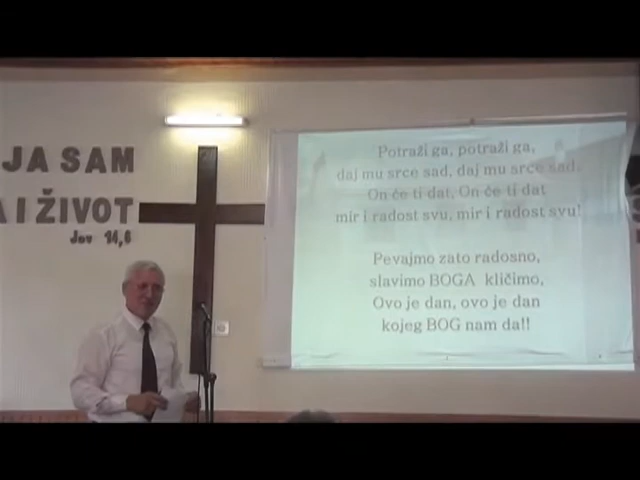 JA SAM
A I ŽIVOT
Jov 14,6
Potraži ga, potraži ga,
daj mu srce sad, daj mu srce sad.
On će ti dat, On će ti dat
mir i radost svu, mir i radost svu!
Pevajmo zato radosno,
slavimo BOGA kličimo,
Ovo je dan, ovo je dan
kojeg BOG nam da!!